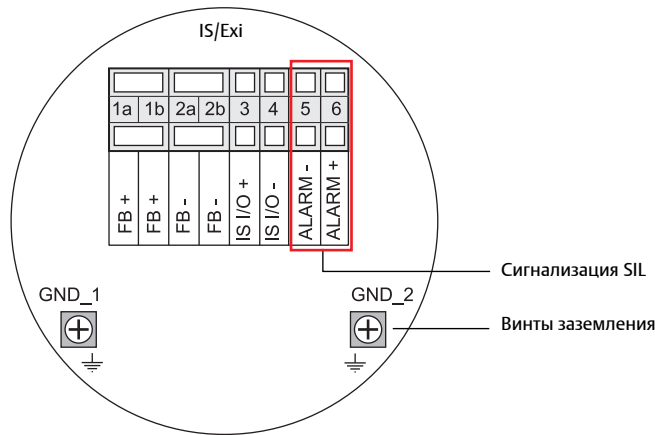 IS/Exi
1a 1b 2a 2b 3 4 5 6
FB +
FB +
FB -
FB -
IS I/O +
IS I/O -
ALARM -
ALARM +
Сигнализация SIL
GND_1
GND_2
Винты заземления